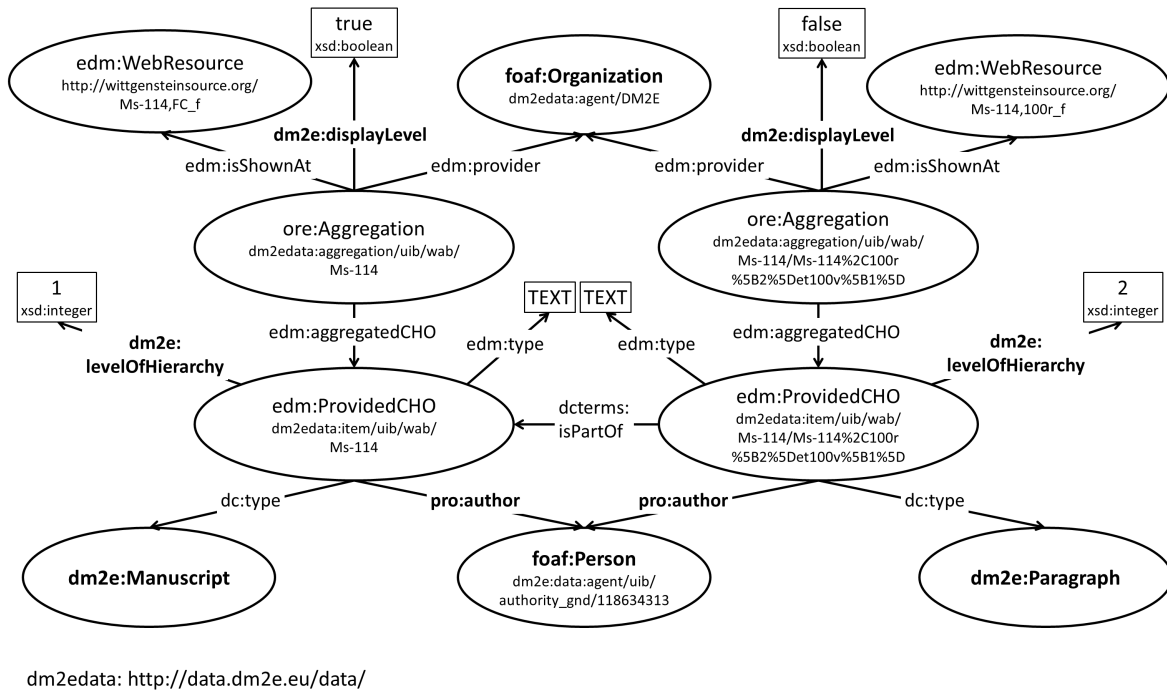 true
xsd:boolean
false
xsd:boolean
edm:WebResource
http://wittgensteinsource.org/
Ms-114,FC_f
foaf:Organization
dm2edata:agent/DM2E
edm:WebResource
http://wittgensteinsource.org/
Ms-114,100r_f
dm2e:displayLevel
dm2e:displayLevel
edm:isShownAt
edm:provider
edm:provider
edm:isShownAt
ore:Aggregation
dm2edata:aggregation/uib/wab/
Ms-114
ore:Aggregation
dm2edata:aggregation/uib/wab/
Ms-114/Ms-114%2C100r
%5B2%5Det100v%5B1%5D
1
xsd:integer
TEXT
TEXT
2
xsd:integer
edm:aggregatedCHO
edm:aggregatedCHO
dm2e:
levelOfHierarchy
edm:type
edm:type
dm2e:
levelOfHierarchy
edm:ProvidedCHO
dm2edata:item/uib/wab/
Ms-114
dcterms:
isPartOf
edm:ProvidedCHO
dm2edata:item/uib/wab/
Ms-114/Ms-114%2C100r
%5B2%5Det100v%5B1%5D
dc:type
pro:author
pro:author
dc:type
dm2e:Manuscript
foaf:Person
dm2e:data:agent/uib/
authority_gnd/118634313
dm2e:Paragraph
dm2edata: http://data.dm2e.eu/data/